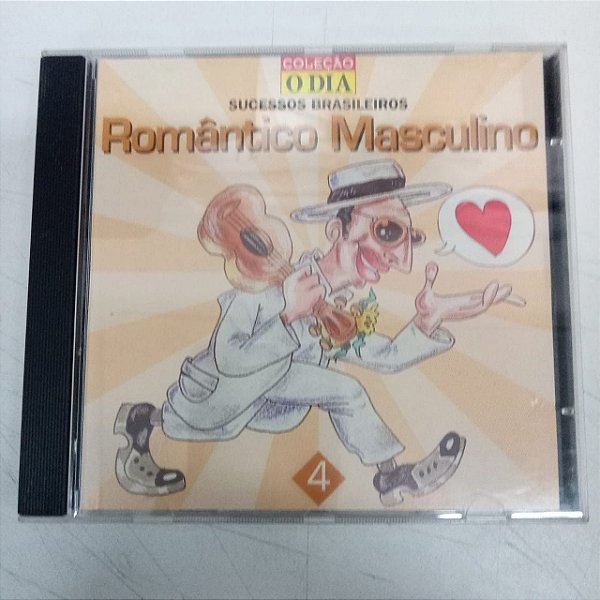 COLEÇÃO
O DIA
SUCESSOS BRASILEIROS
Romântico Masculino
4